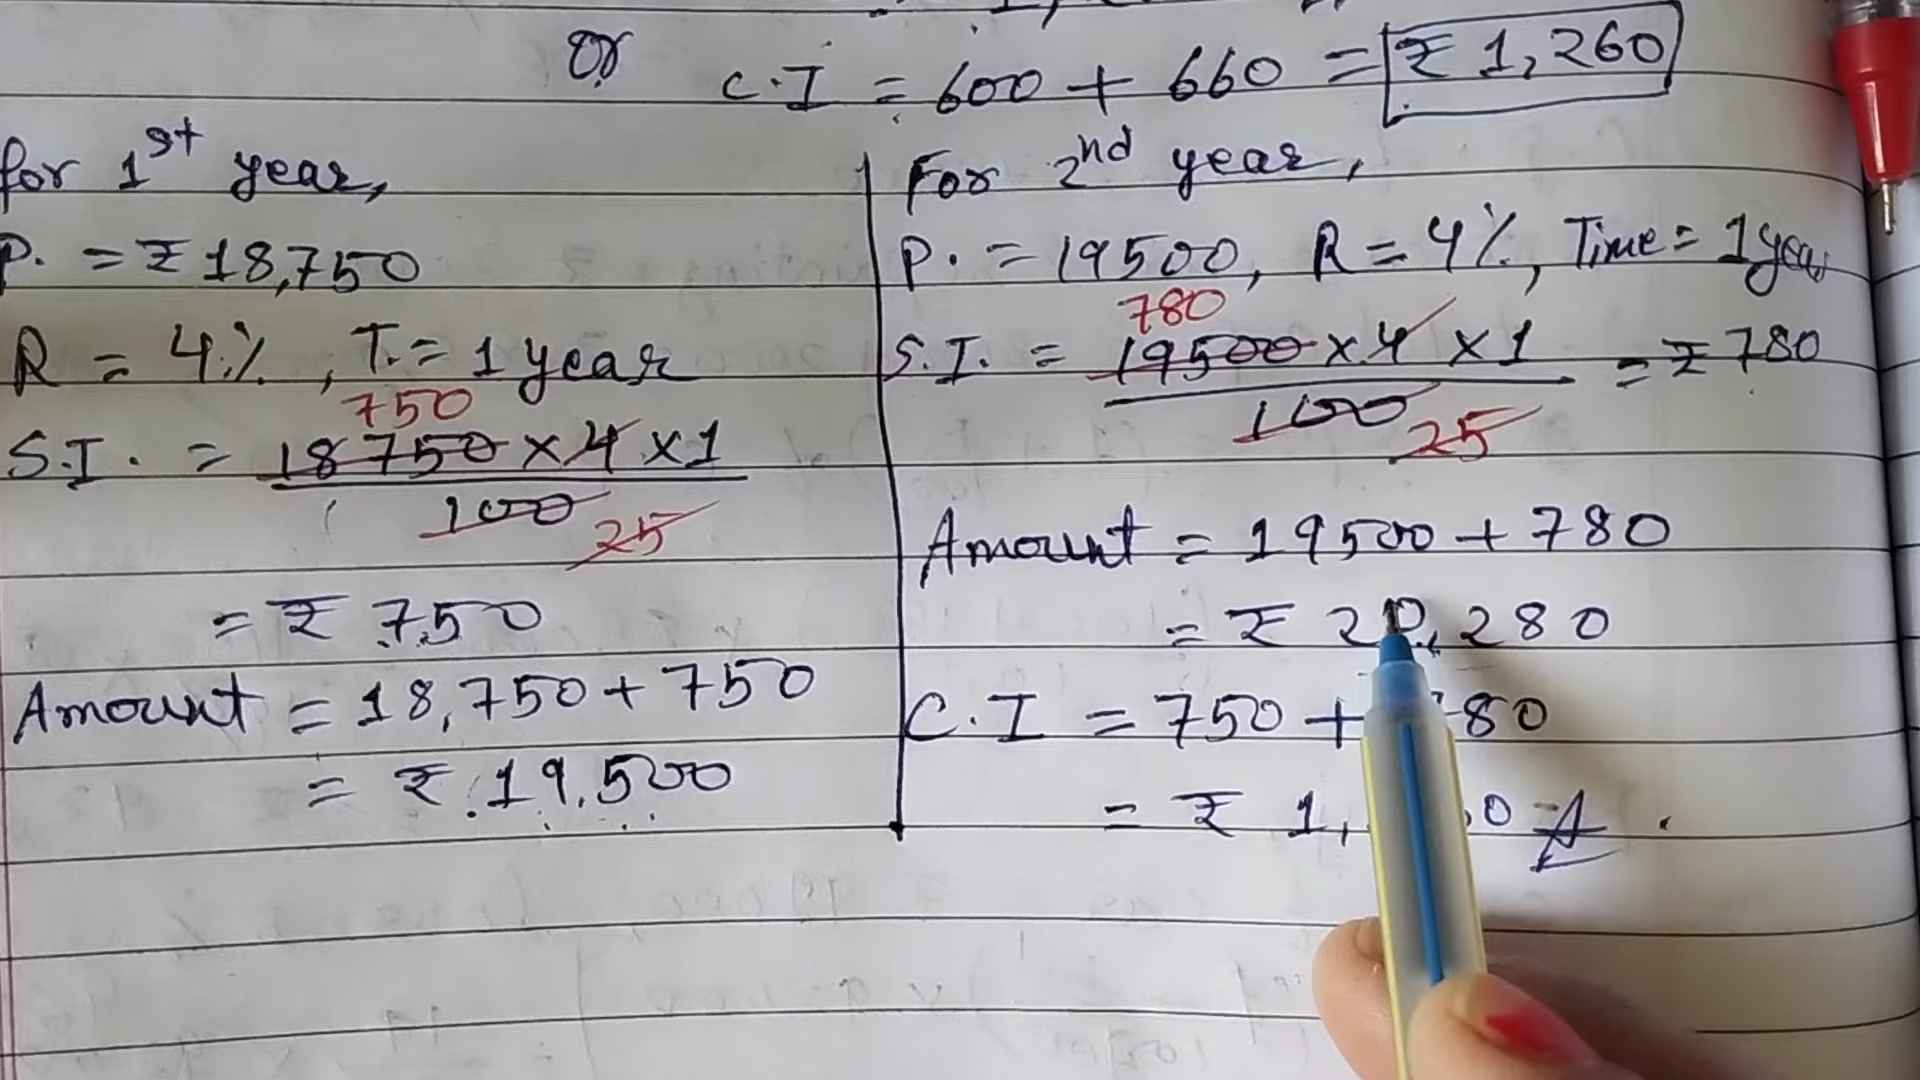 or C.I = 600 + 660 = ₹ 1,260
for 1st year,
P. = ₹ 18,750
R = 4%, T. = 1 year
750
S.I. = 18750 x 4 x 1
100 25
= ₹ 750
Amount = 18,750 + 750
= ₹ 19,500
For 2nd year,
P. = 19500, R = 4%, Time = 1 year
780
S.I. = 19500 x 4 x 1 = ₹ 780
100 25
Amount = 19500 + 780
= ₹ 20,280
C.I = 750 + 780
= ₹ 1, 0